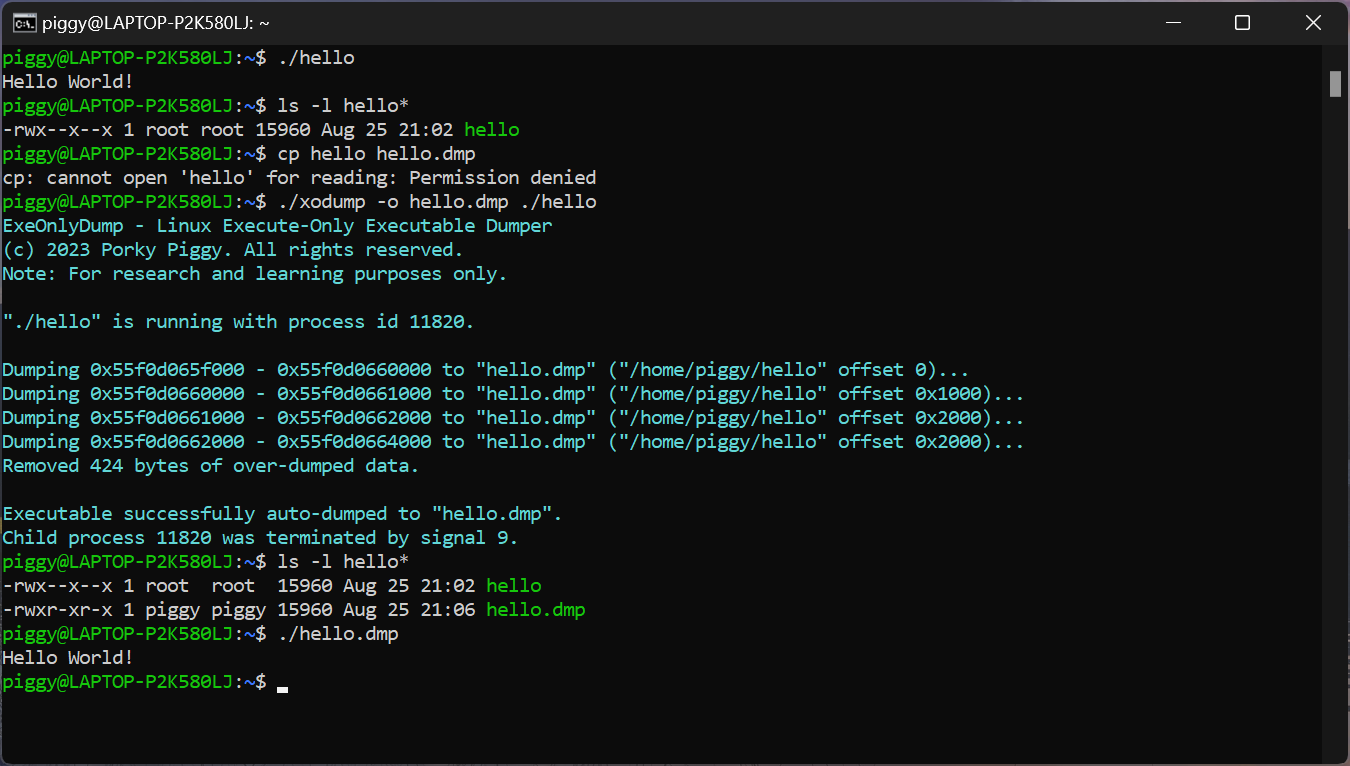 piggy@LAPTOP-P2K580LJ: ~
piggy@LAPTOP-P2K580LJ:~$ ./hello
Hello World!
piggy@LAPTOP-P2K580LJ:~$ ls -l hello*
-rwx--x--x 1 root root 15960 Aug 25 21:02 hello
piggy@LAPTOP-P2K580LJ:~$ cp hello hello.dmp
cp: cannot open 'hello' for reading: Permission denied
piggy@LAPTOP-P2K580LJ:~$ ./xodump -o hello.dmp ./hello
ExeOnlyDump - Linux Execute-Only Executable Dumper
(c) 2023 Porky Piggy. All rights reserved.
Note: For research and learning purposes only.

"./hello" is running with process id 11820.

Dumping 0x55f0d065f000 - 0x55f0d0660000 to "hello.dmp" ("/home/piggy/hello" offset 0)...
Dumping 0x55f0d0660000 - 0x55f0d0661000 to "hello.dmp" ("/home/piggy/hello" offset 0x1000)...
Dumping 0x55f0d0661000 - 0x55f0d0662000 to "hello.dmp" ("/home/piggy/hello" offset 0x2000)...
Dumping 0x55f0d0662000 - 0x55f0d0664000 to "hello.dmp" ("/home/piggy/hello" offset 0x2000)...
Removed 424 bytes of over-dumped data.

Executable successfully auto-dumped to "hello.dmp".
Child process 11820 was terminated by signal 9.
piggy@LAPTOP-P2K580LJ:~$ ls -l hello*
-rwx--x--x 1 root  root  15960 Aug 25 21:02 hello
-rwxr-xr-x 1 piggy piggy 15960 Aug 25 21:06 hello.dmp
piggy@LAPTOP-P2K580LJ:~$ ./hello.dmp
Hello World!
piggy@LAPTOP-P2K580LJ:~$